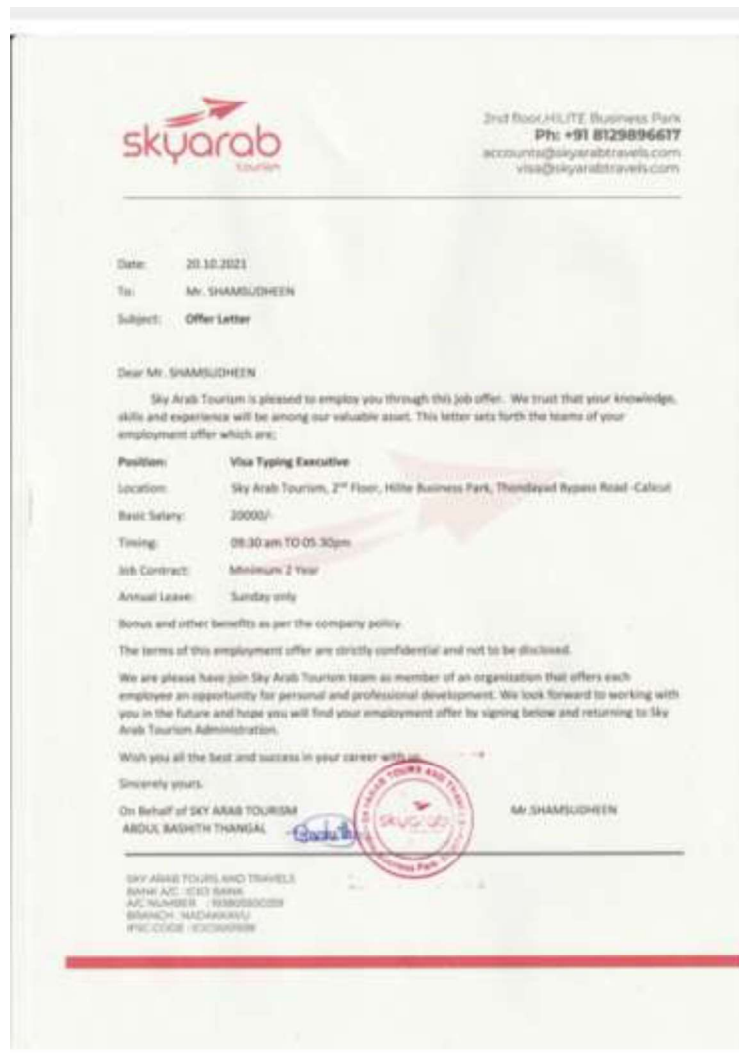 skyarab
tourism
2nd floor,HiLITE Business Park
Ph: +91 8129896617
accounts@skyarabtravels.com
visa@skyarabtravels.com
Date: 20.10.2021
To: Mr. SHAMSUDHEEN
Subject: Offer Letter
Dear Mr. SHAMSUDHEEN
Sky Arab Tourism is pleased to employ you through this job offer. We trust that your knowledge,
skills and experience will be among our valuable asset. This letter sets forth the teams of your
employment offer which are;
Position: Visa Typing Executive
Location: Sky Arab Tourism, 2nd Floor, Hilite Business Park, Thondayad Bypass Road -Calicut
Basic Salary: 20000/-
Timing: 09.30 am TO 05.30pm
Job Contract: Minimum 2 Year
Annual Leave: Sunday only
Bonus and other benefits as per the company policy.
The terms of this employment offer are strictly confidential and not to be disclosed.
We are please have join Sky Arab Tourism team as member of an organization that offers each
employee an opportunity for personal and professional development. We look forward to working with
you in the future and hope you will find your employment offer by signing below and returning to Sky
Arab Tourism Administration.
Wish you all the best and success in your career with us
Sincerely yours.
On Behalf of SKY ARAB TOURISM
ABDUL BASHITH THANGAL
Mr.SHAMSUDHEEN
ARAB TOURS AND
skyarab
Business Park
SKY ARAB TOURS AND TRAVELS
BANK A/C : ICICI BANK
A/C NUMBER :
BRANCH : NADAKKAVU
IFSC CODE :